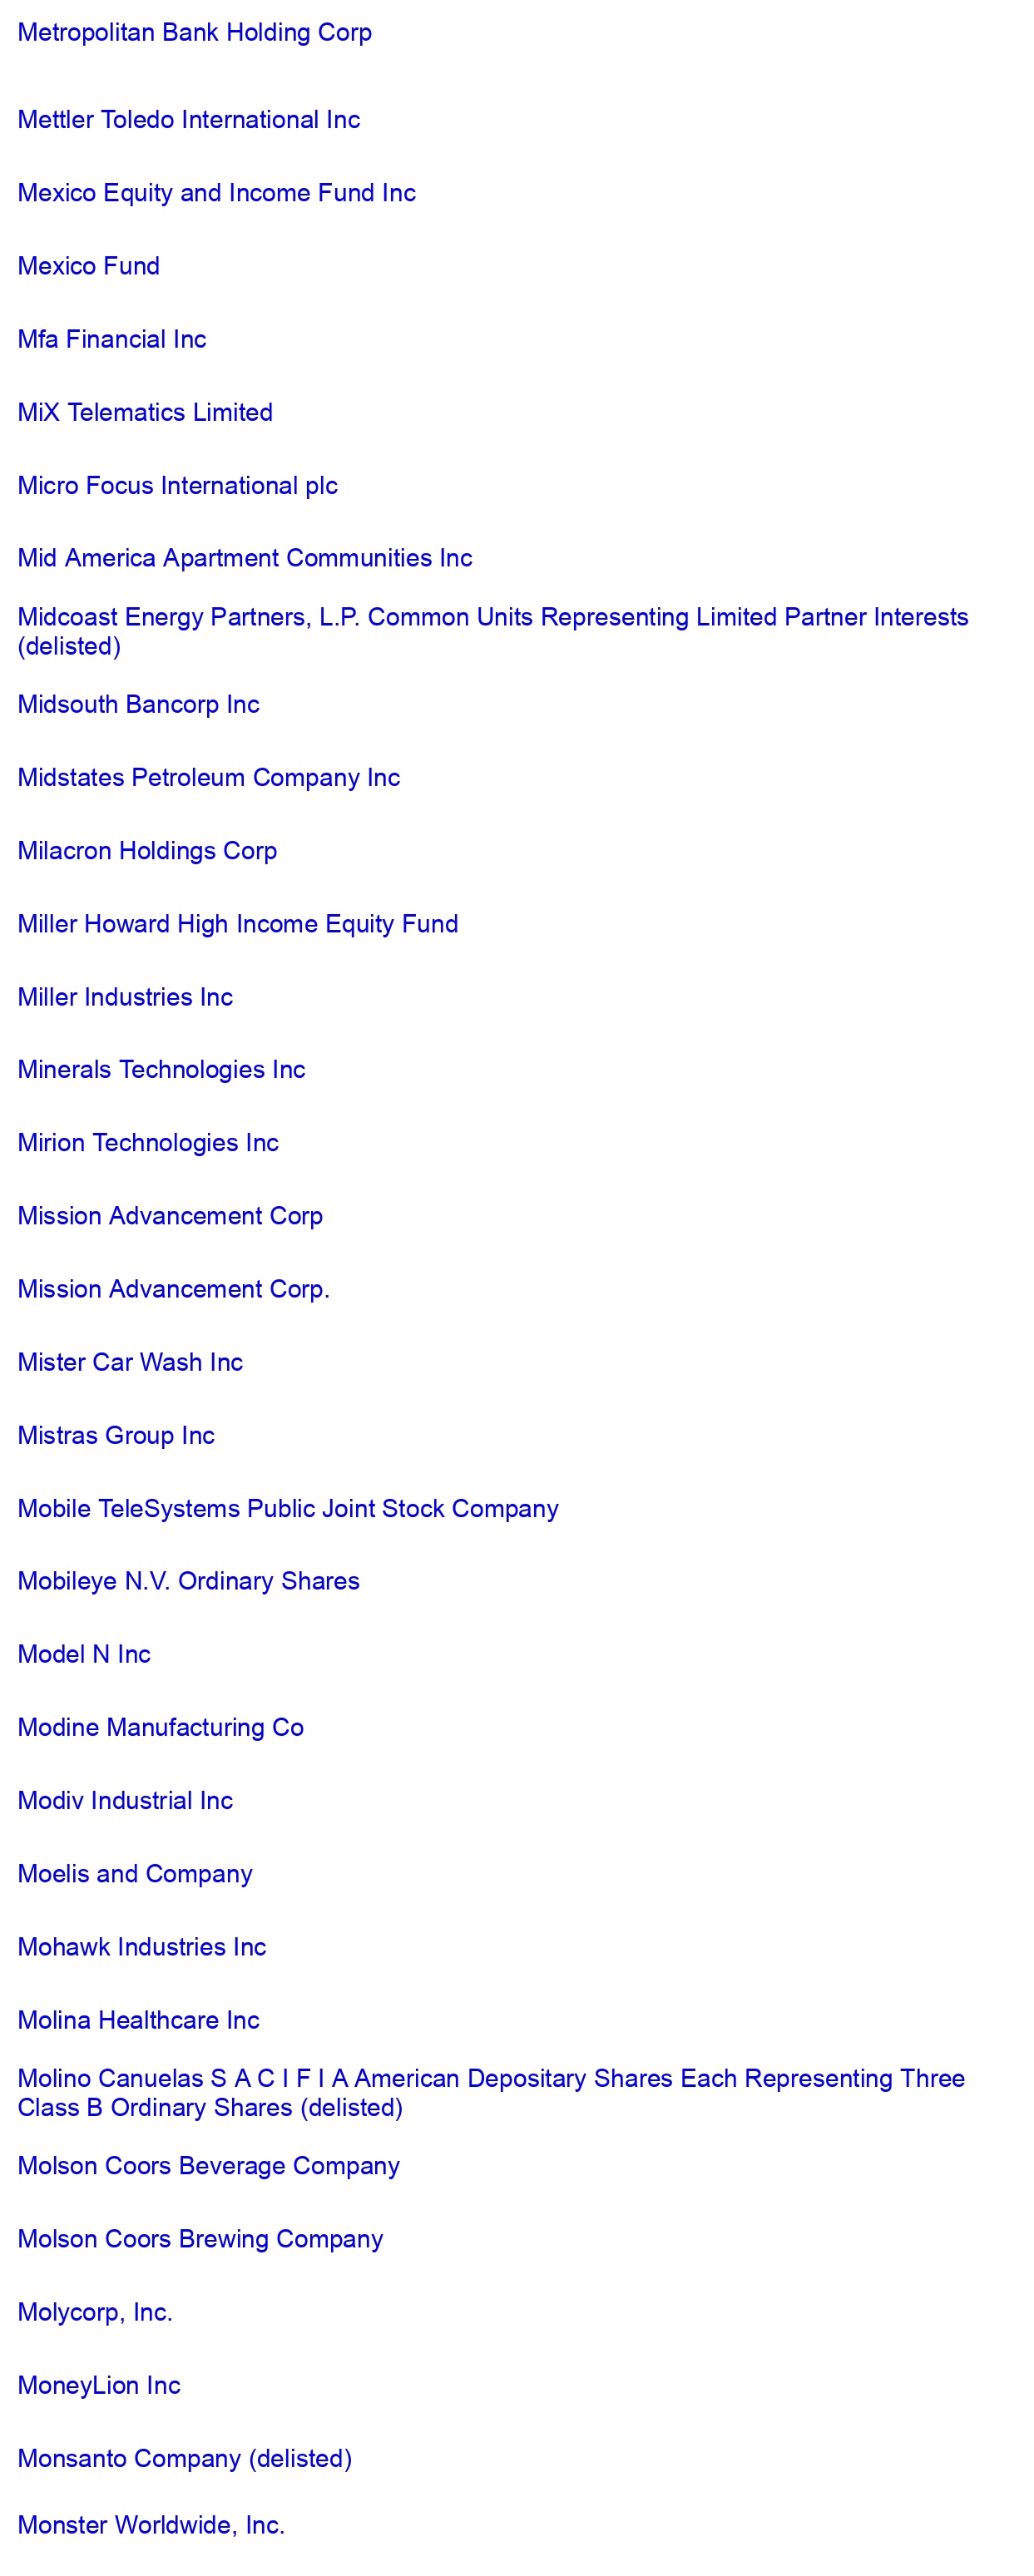 Metropolitan Bank Holding Corp
Mettler Toledo International Inc
Mexico Equity and Income Fund Inc
Mexico Fund
Mfa Financial Inc
MiX Telematics Limited
Micro Focus International plc
Mid America Apartment Communities Inc
Midcoast Energy Partners, L.P. Common Units Representing Limited Partner Interests
(delisted)
Midsouth Bancorp Inc
Midstates Petroleum Company Inc
Milacron Holdings Corp
Miller Howard High Income Equity Fund
Miller Industries Inc
Minerals Technologies Inc
Mirion Technologies Inc
Mission Advancement Corp
Mission Advancement Corp.
Mister Car Wash Inc
Mistras Group Inc
Mobile TeleSystems Public Joint Stock Company
Mobileye N.V. Ordinary Shares
Model N Inc
Modine Manufacturing Co
Modiv Industrial Inc
Moelis and Company
Mohawk Industries Inc
Molina Healthcare Inc
Molino Canuelas S A C I F I A American Depositary Shares Each Representing Three
Class B Ordinary Shares (delisted)
Molson Coors Beverage Company
Molson Coors Brewing Company
Molycorp, Inc.
MoneyLion Inc
Monsanto Company (delisted)
Monster Worldwide, Inc.